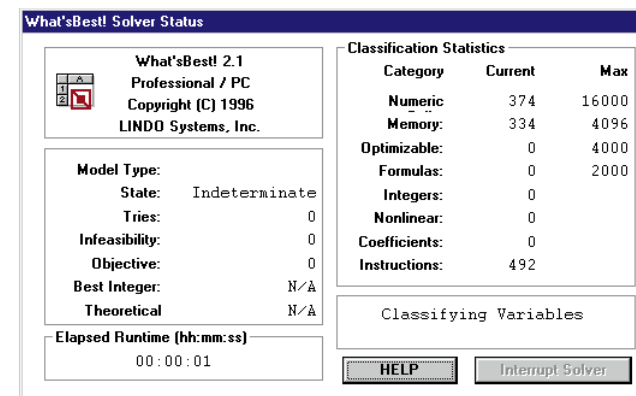 What'sBest! Solver Status
What'sBest! 2.1
Professional / PC
Copyright (C) 1996
LINDO Systems, Inc.
Model Type:
State: Indeterminate
Tries: 0
Infeasibility: 0
Objective: 0
Best Integer: N/A
Theoretical N/A
Elapsed Runtime (hh:mm:ss)
00:00:01
Classification Statistics
Category Current Max
Numeric 374 16000
Memory: 334 4096
Optimizable: 0 4000
Formulas: 0 2000
Integers: 0
Nonlinear: 0
Coefficients: 0
Instructions: 492
Classifying Variables
HELP Interrupt Solver